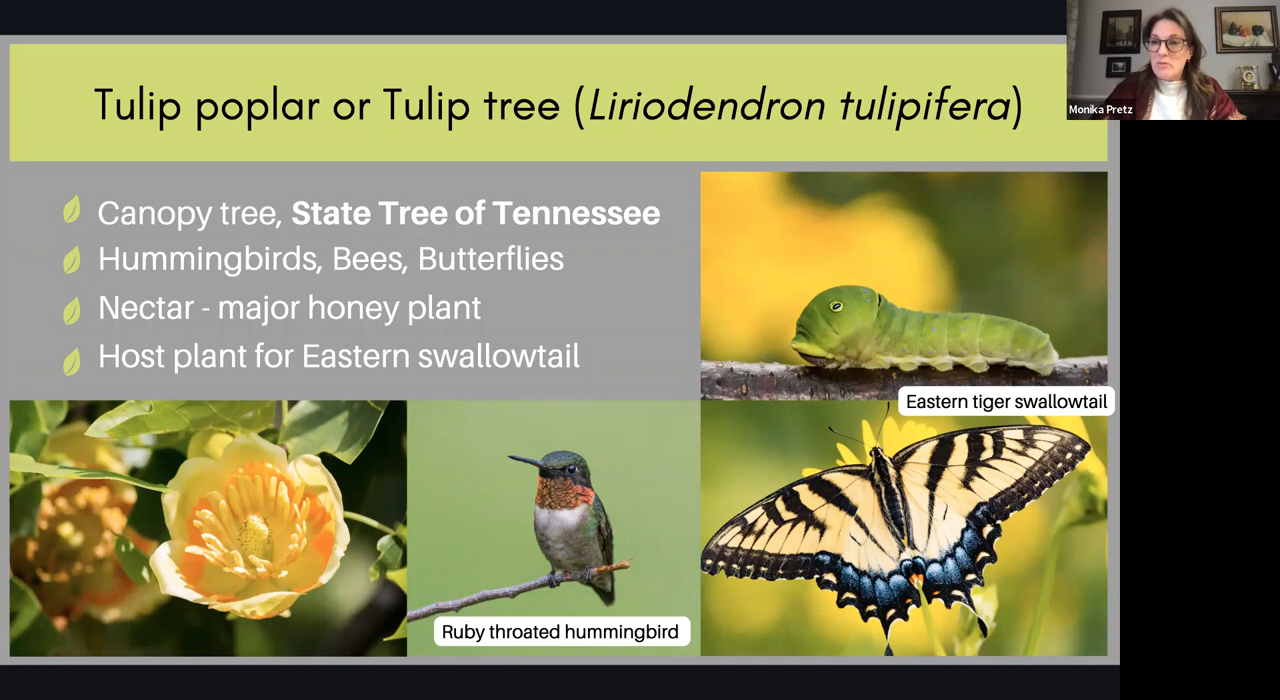 Tulip poplar or Tulip tree (Liriodendron tulipifera)
Monika Pretz
Canopy tree, State Tree of Tennessee
Hummingbirds, Bees, Butterflies
Nectar - major honey plant
Host plant for Eastern swallowtail
Eastern tiger swallowtail
Ruby throated hummingbird